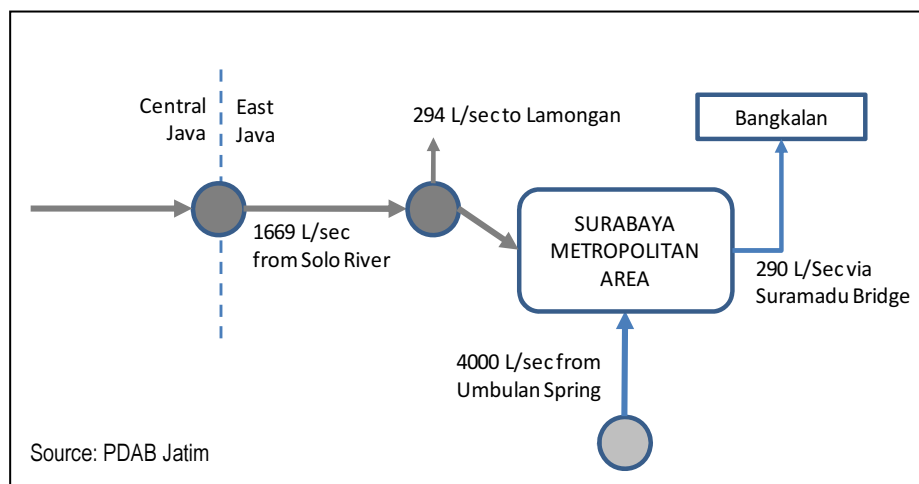 Central
Java
East
Java
294 L/sec to Lamongan
Bangkalan
1669 L/sec
from Solo River
SURABAYA
METROPOLITAN
AREA
290 L/Sec via
Suramadu Bridge
4000 L/sec from
Umbulan Spring
Source: PDAB Jatim